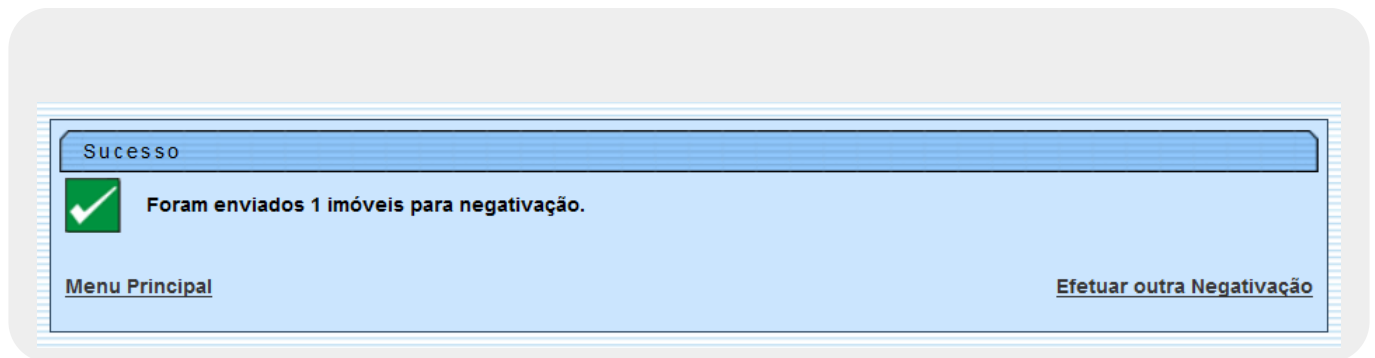 Sucesso
Foram enviados 1 imóveis para negativação.
Menu Principal
Efetuar outra Negativação